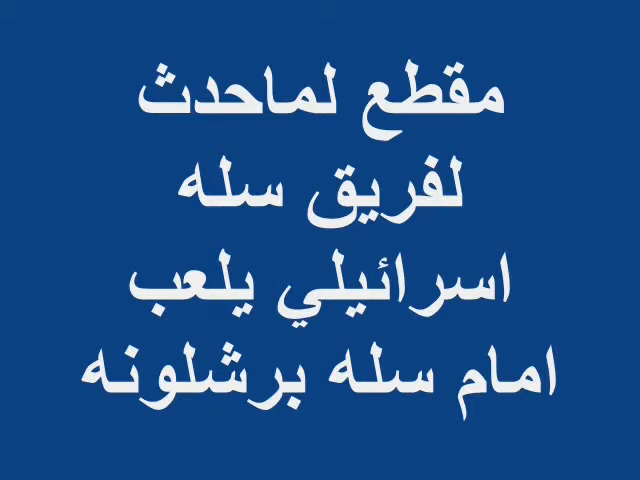 مقطع لماحدث
لفريق سله
اسرائيلي يلعب
امام سله برشلونه